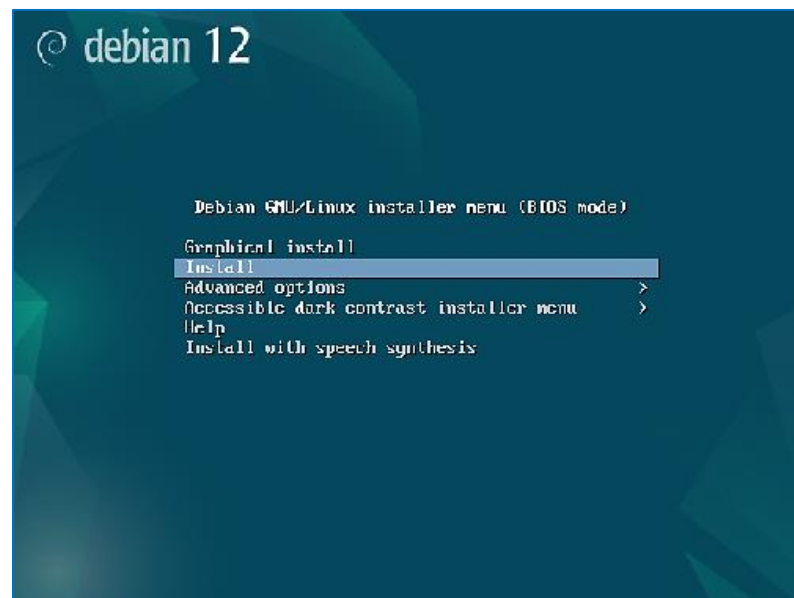 debian 12
Debian GNU/Linux installer menu (BIOS mode)
Graphical install
Install
Advanced options >
Accessible dark contrast installer menu >
Help
Install with speech synthesis